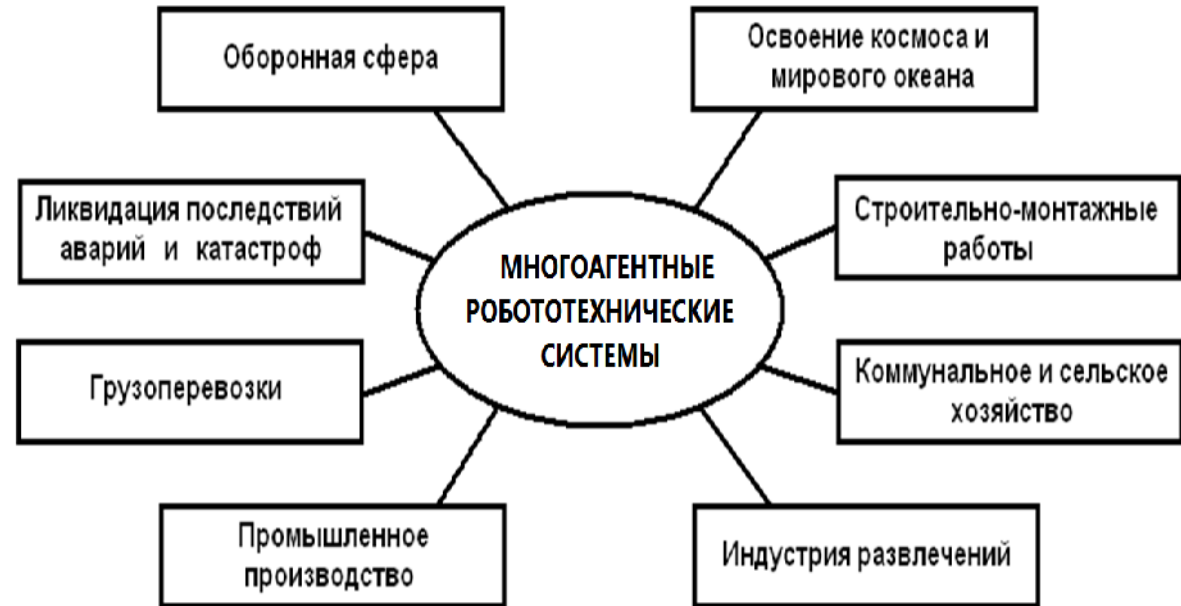 Оборонная сфера
Освоение космоса и
мирового океана
Ликвидация последствий
аварий и катастроф
Строительно-монтажные
работы
МНОГОАГЕНТНЫЕ
РОБОТОТЕХНИЧЕСКИЕ
СИСТЕМЫ
Грузоперевозки
Коммунальное и сельское
хозяйство
Промышленное
производство
Индустрия развлечений